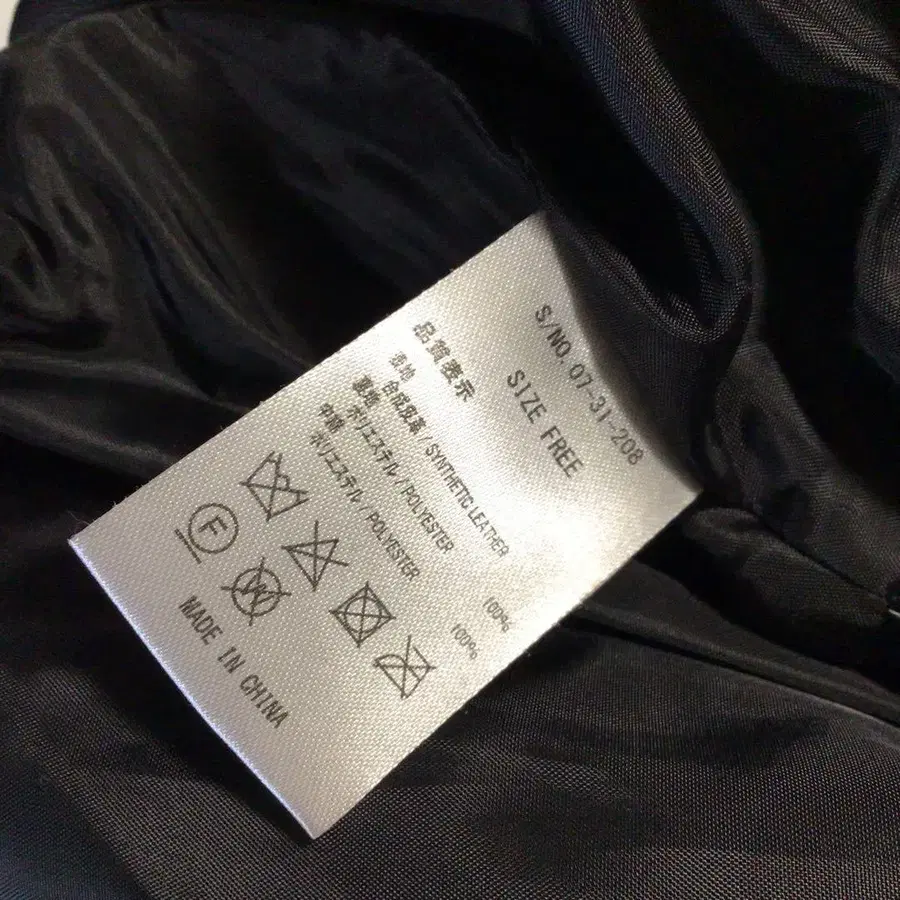 S/NO. 07-31-208
SIZE FREE
品質表示
表地 合成皮革/SYNTHETIC LEATHER
裏地 ポリエステル/POLYESTER 100%
中綿 ポリエステル/POLYESTER 100%
F
W
MADE IN CHINA